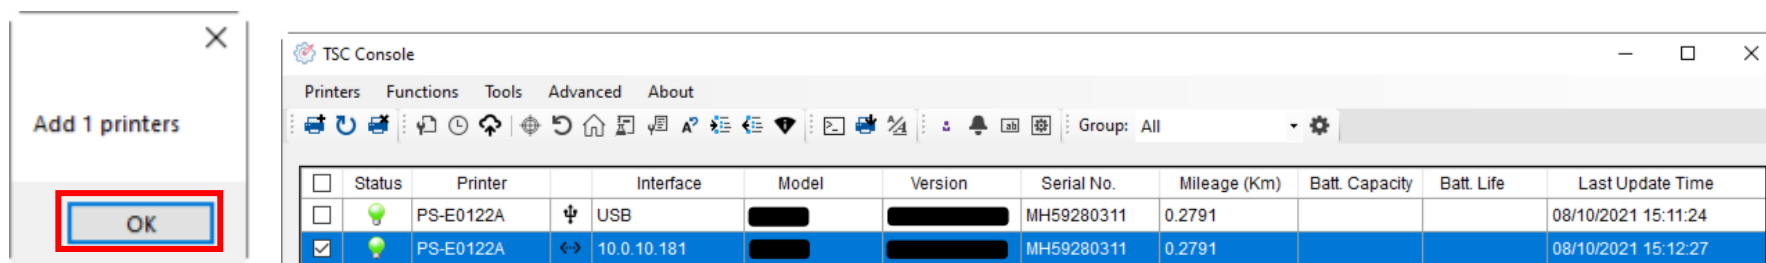 Add 1 printers
OK
TSC Console
Printers Functions Tools Advanced About
Group: All
Status Printer Interface Model Version Serial No. Mileage (Km) Batt. Capacity Batt. Life Last Update Time
PS-E0122A USB MH59280311 0.2791 08/10/2021 15:11:24
PS-E0122A 10.0.10.181 MH59280311 0.2791 08/10/2021 15:12:27